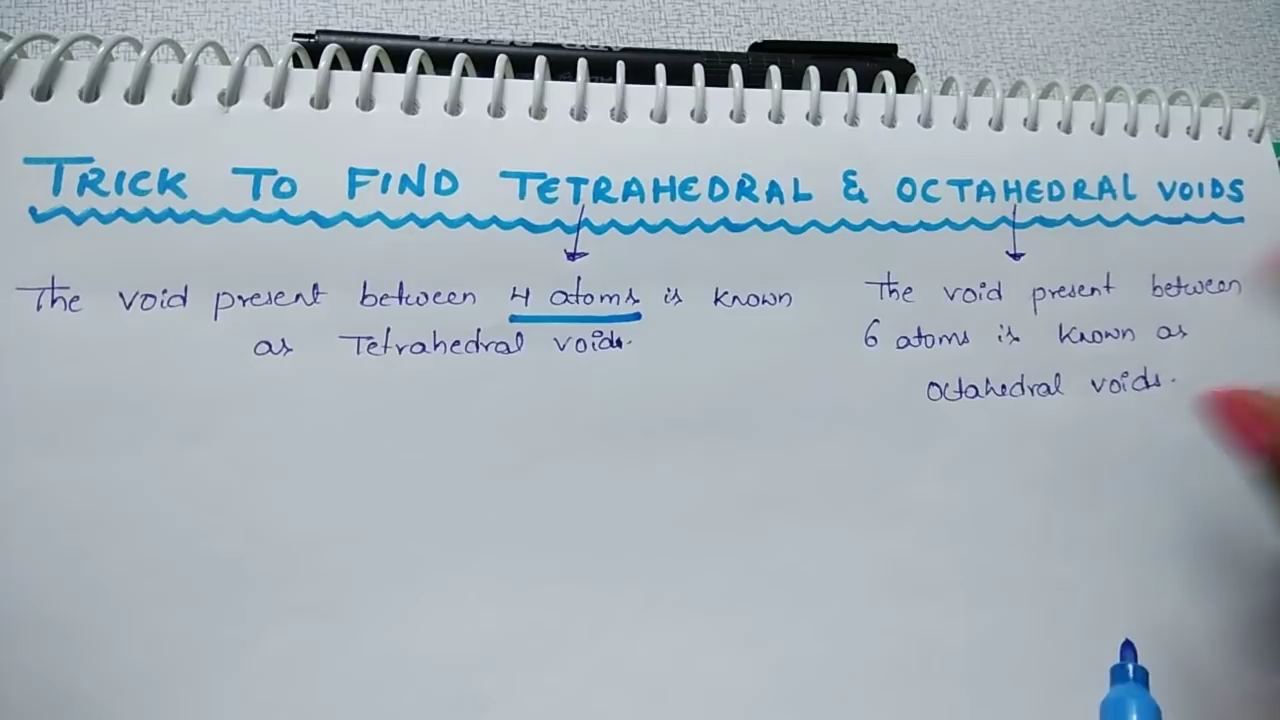 TRICK TO FIND TETRAHEDRAL & OCTAHEDRAL VOIDS
The void present between 4 atoms is known
as Tetrahedral voids.
The void present between
6 atoms is known as
octahedral voids.